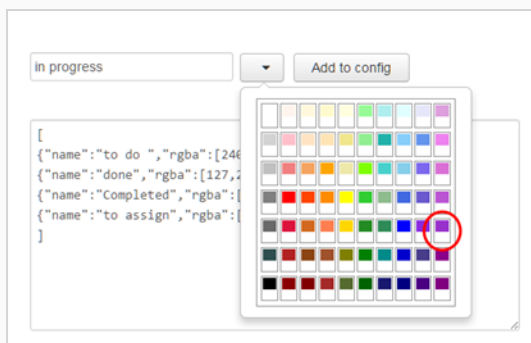 in progress
Add to config
[
{"name":"to do ","rgba":[246
{"name":"done","rgba":[127,2
{"name":"Completed","rgba":[
{"name":"to assign","rgba":[
]